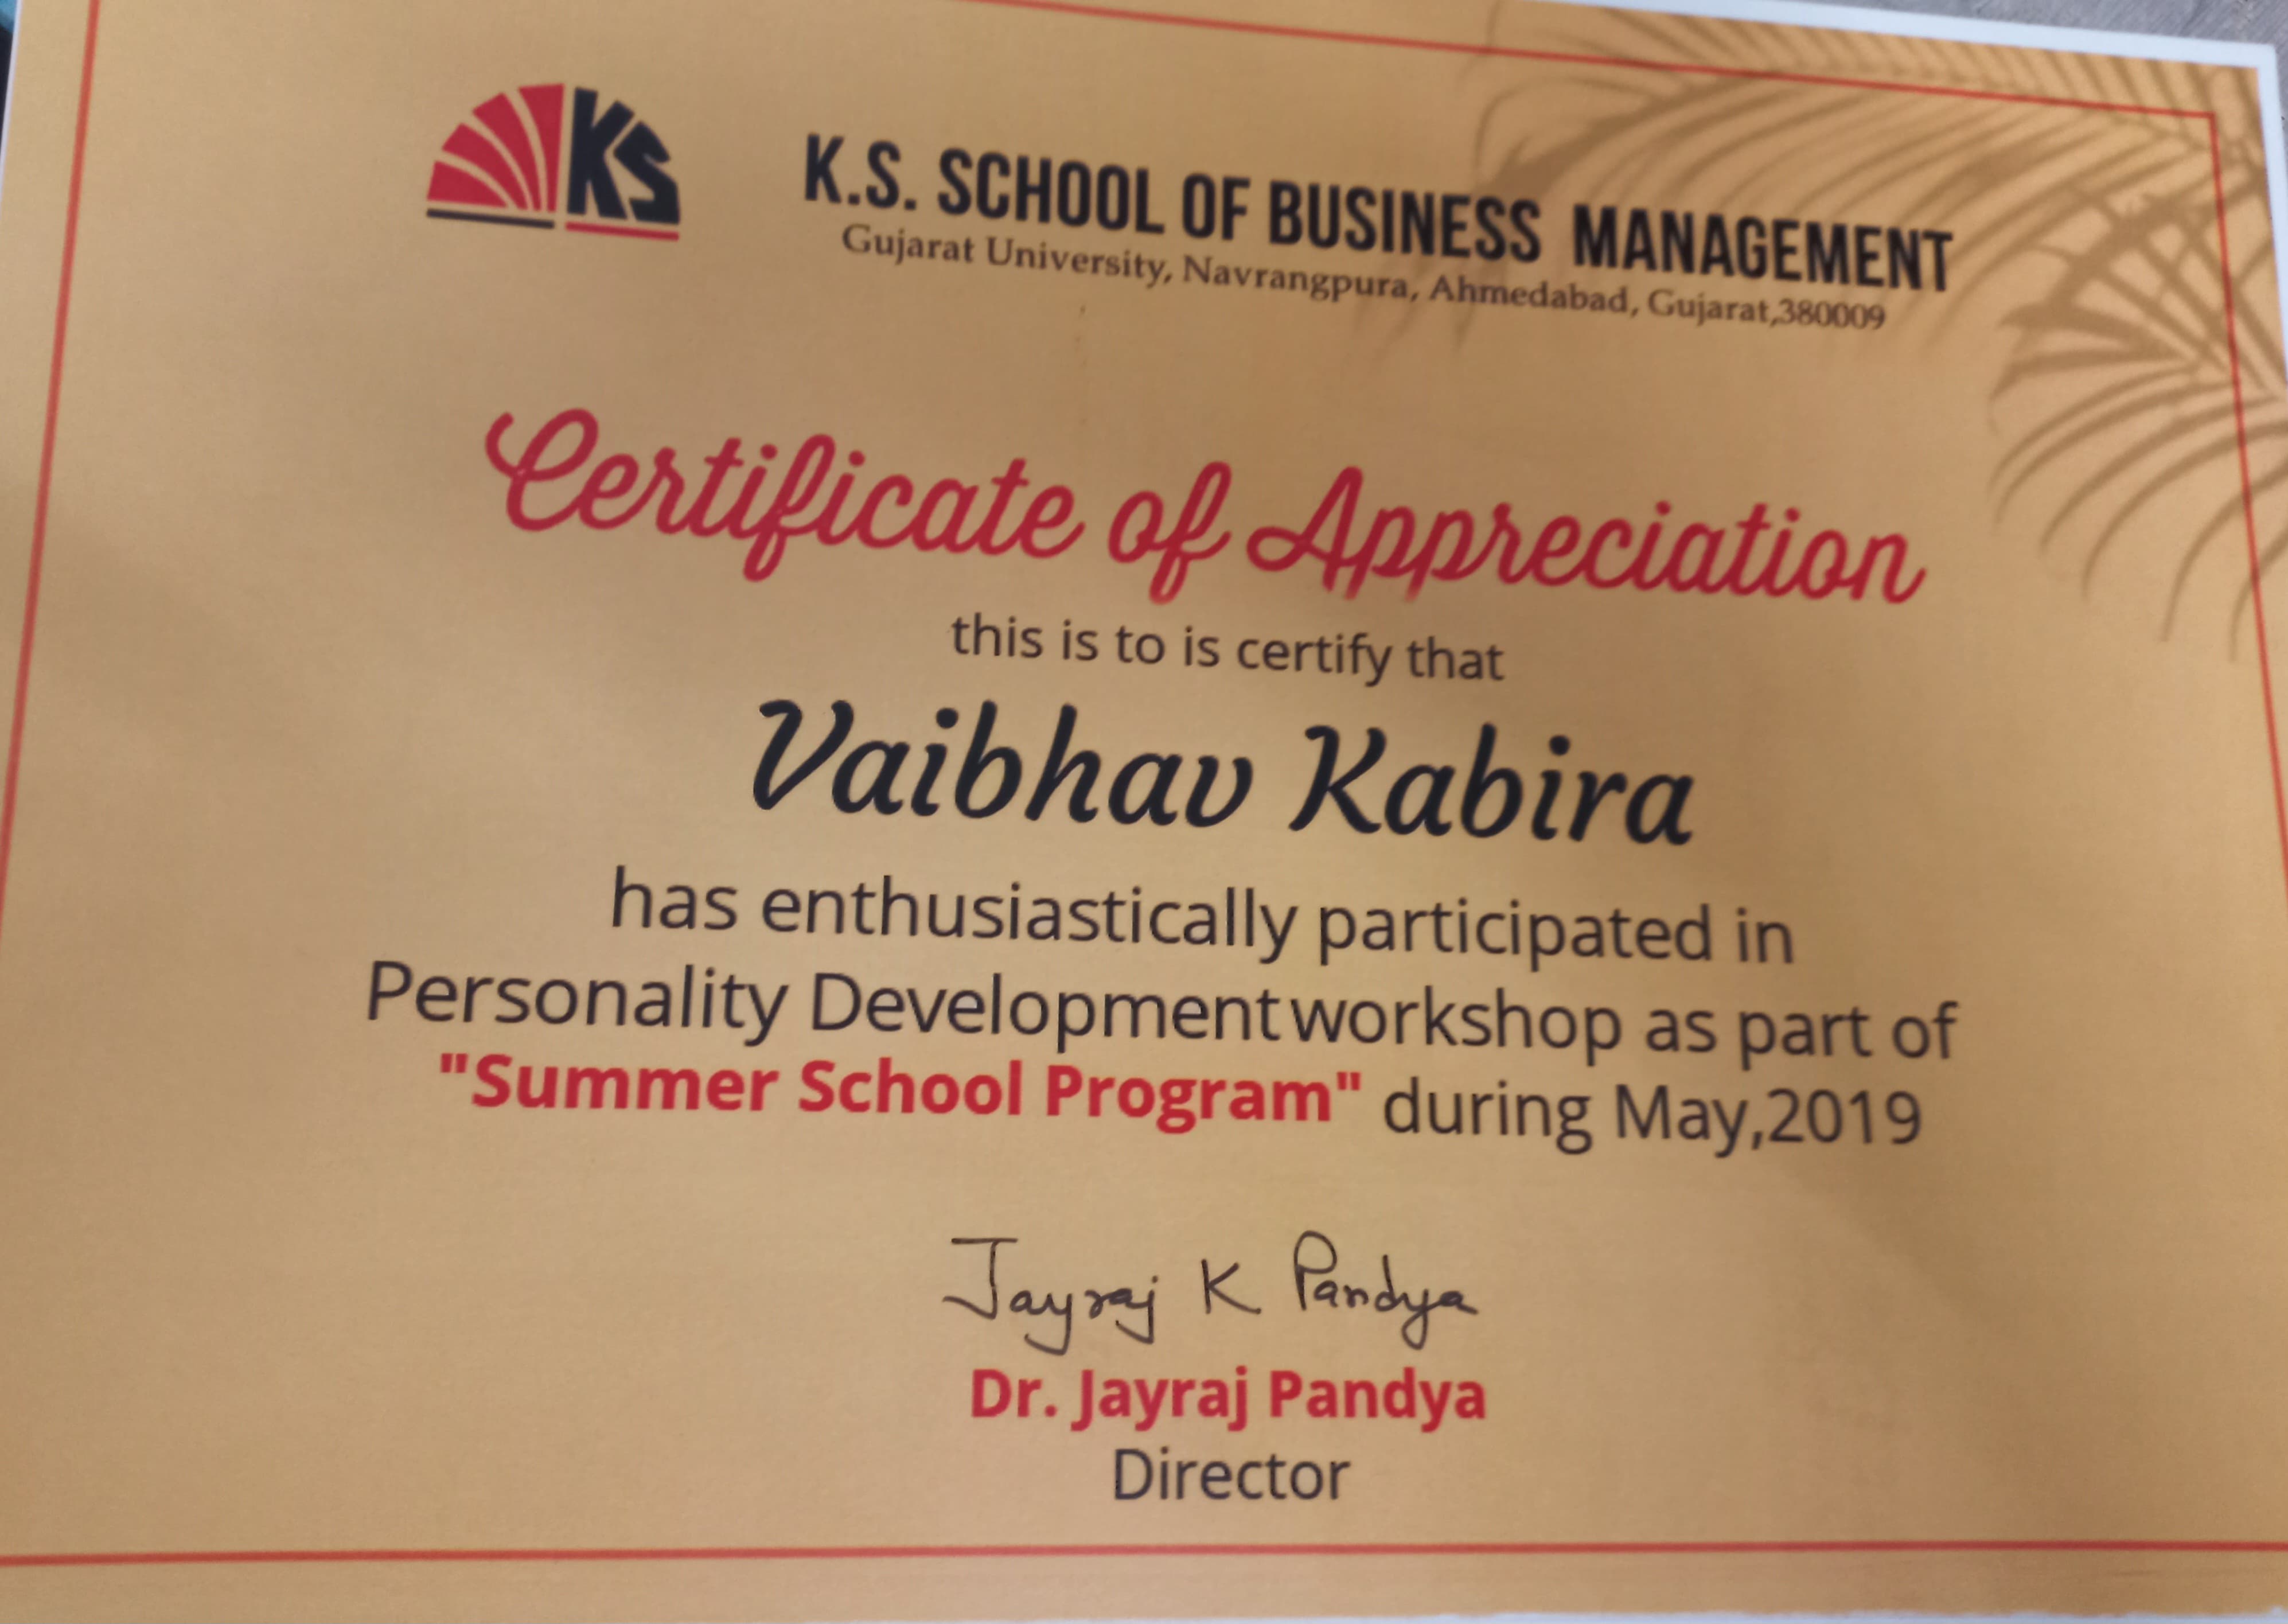 KS
K.S. SCHOOL OF BUSINESS MANAGEMENT
Gujarat University, Navrangpura, Ahmedabad, Gujarat,380009
Certificate of Appreciation
this is to is certify that
Vaibhav Kabira
has enthusiastically participated in
Personality Development workshop as part of
"Summer School Program" during May,2019
Jayraj K Pandya
Dr. Jayraj Pandya
Director